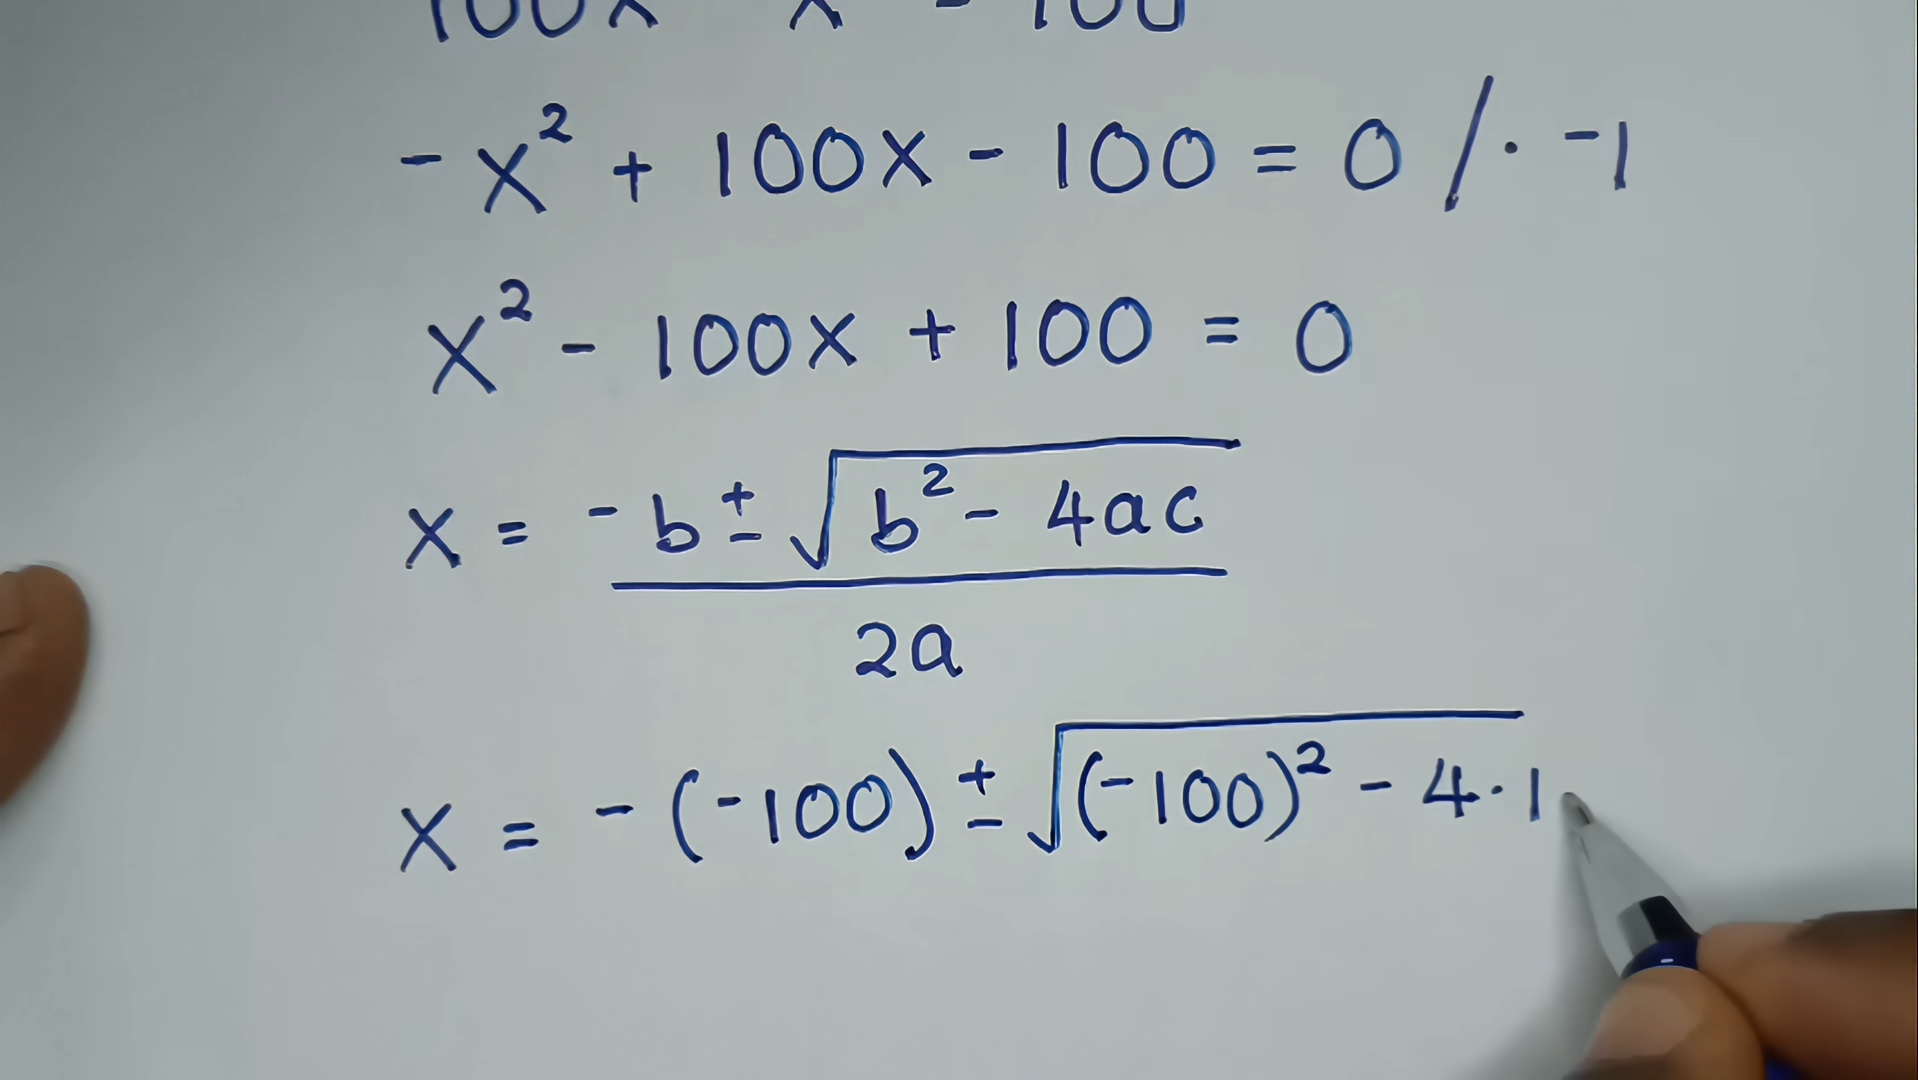 - x² + 100x - 100 = 0 / · -1
x² - 100x + 100 = 0
x = -b ± √(b² - 4ac)
2a
x = -(-100) ± √((-100)² - 4·1